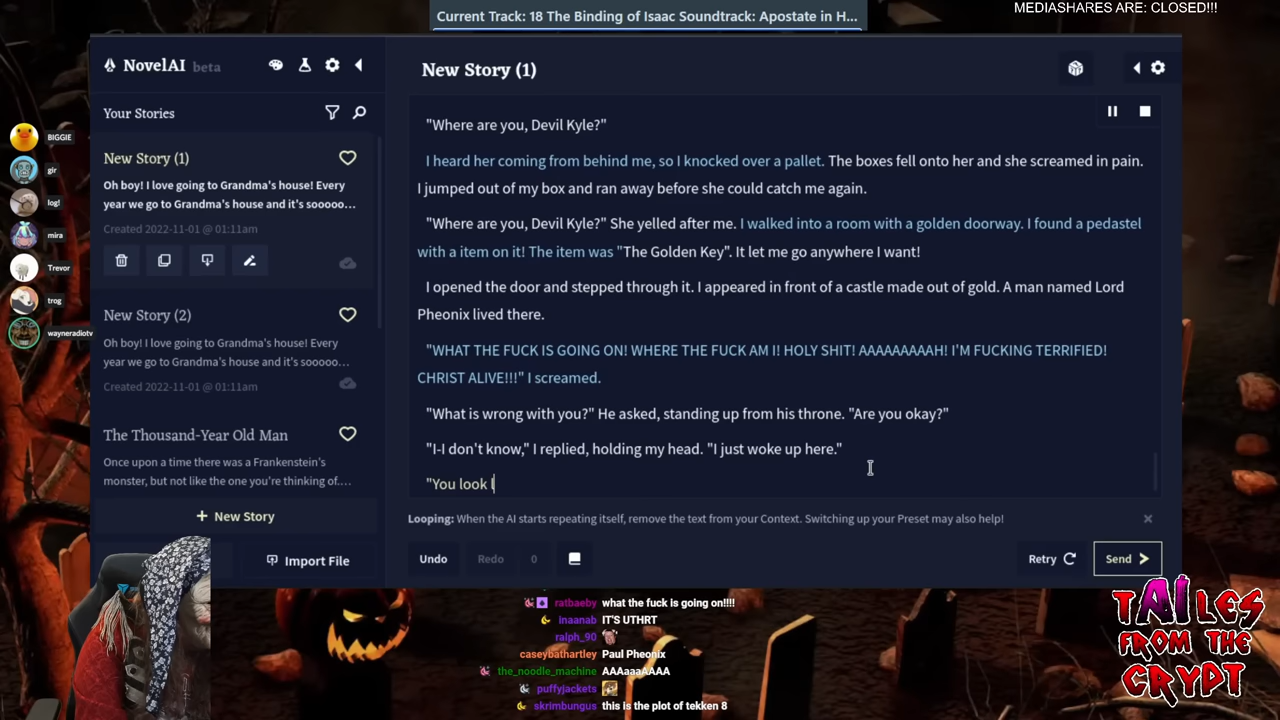 Current Track: 18 The Binding of Isaac Soundtrack: Apostate in H...
MEDIASHARES ARE: CLOSED!!!
NovelAI beta
New Story (1)
Your Stories
BIGGIE
gir
log!
mira
Trevor
trog
wayneradiotv
New Story (1)
Oh boy! I love going to Grandma's house! Every
year we go to Grandma's house and it's sooooo...
Created 2022-11-01 @ 01:11am
New Story (2)
Oh boy! I love going to Grandma's house! Every
year we go to Grandma's house and it's sooooo...
Created 2022-11-01 @ 01:11am
The Thousand-Year Old Man
Once upon a time there was a Frankenstein's
monster, but not like the one you're thinking of....
+ New Story
Import File
"Where are you, Devil Kyle?"
I heard her coming from behind me, so I knocked over a pallet. The boxes fell onto her and she screamed in pain.
I jumped out of my box and ran away before she could catch me again.
"Where are you, Devil Kyle?" She yelled after me. I walked into a room with a golden doorway. I found a pedastel
with a item on it! The item was "The Golden Key". It let me go anywhere I want!
I opened the door and stepped through it. I appeared in front of a castle made out of gold. A man named Lord
Pheonix lived there.
"WHAT THE FUCK IS GOING ON! WHERE THE FUCK AM I! HOLY SHIT! AAAAAAAAAH! I'M FUCKING TERRIFIED!
CHRIST ALIVE!!!" I screamed.
"What is wrong with you?" He asked, standing up from his throne. "Are you okay?"
"I-I don't know," I replied, holding my head. "I just woke up here."
"You look l
Looping: When the AI starts repeating itself, remove the text from your Context. Switching up your Preset may also help!
Undo
Redo
0
Retry
Send
ratbaeby what the fuck is going on!!!!
inaanab IT'S UTHRT
ralph_90
caseybathartley Paul Pheonix
the_noodle_machine AAAaaaAAAA
puffyjackets
skrimbungus this is the plot of tekken 8
TAILES
FROM THE
CRYPT